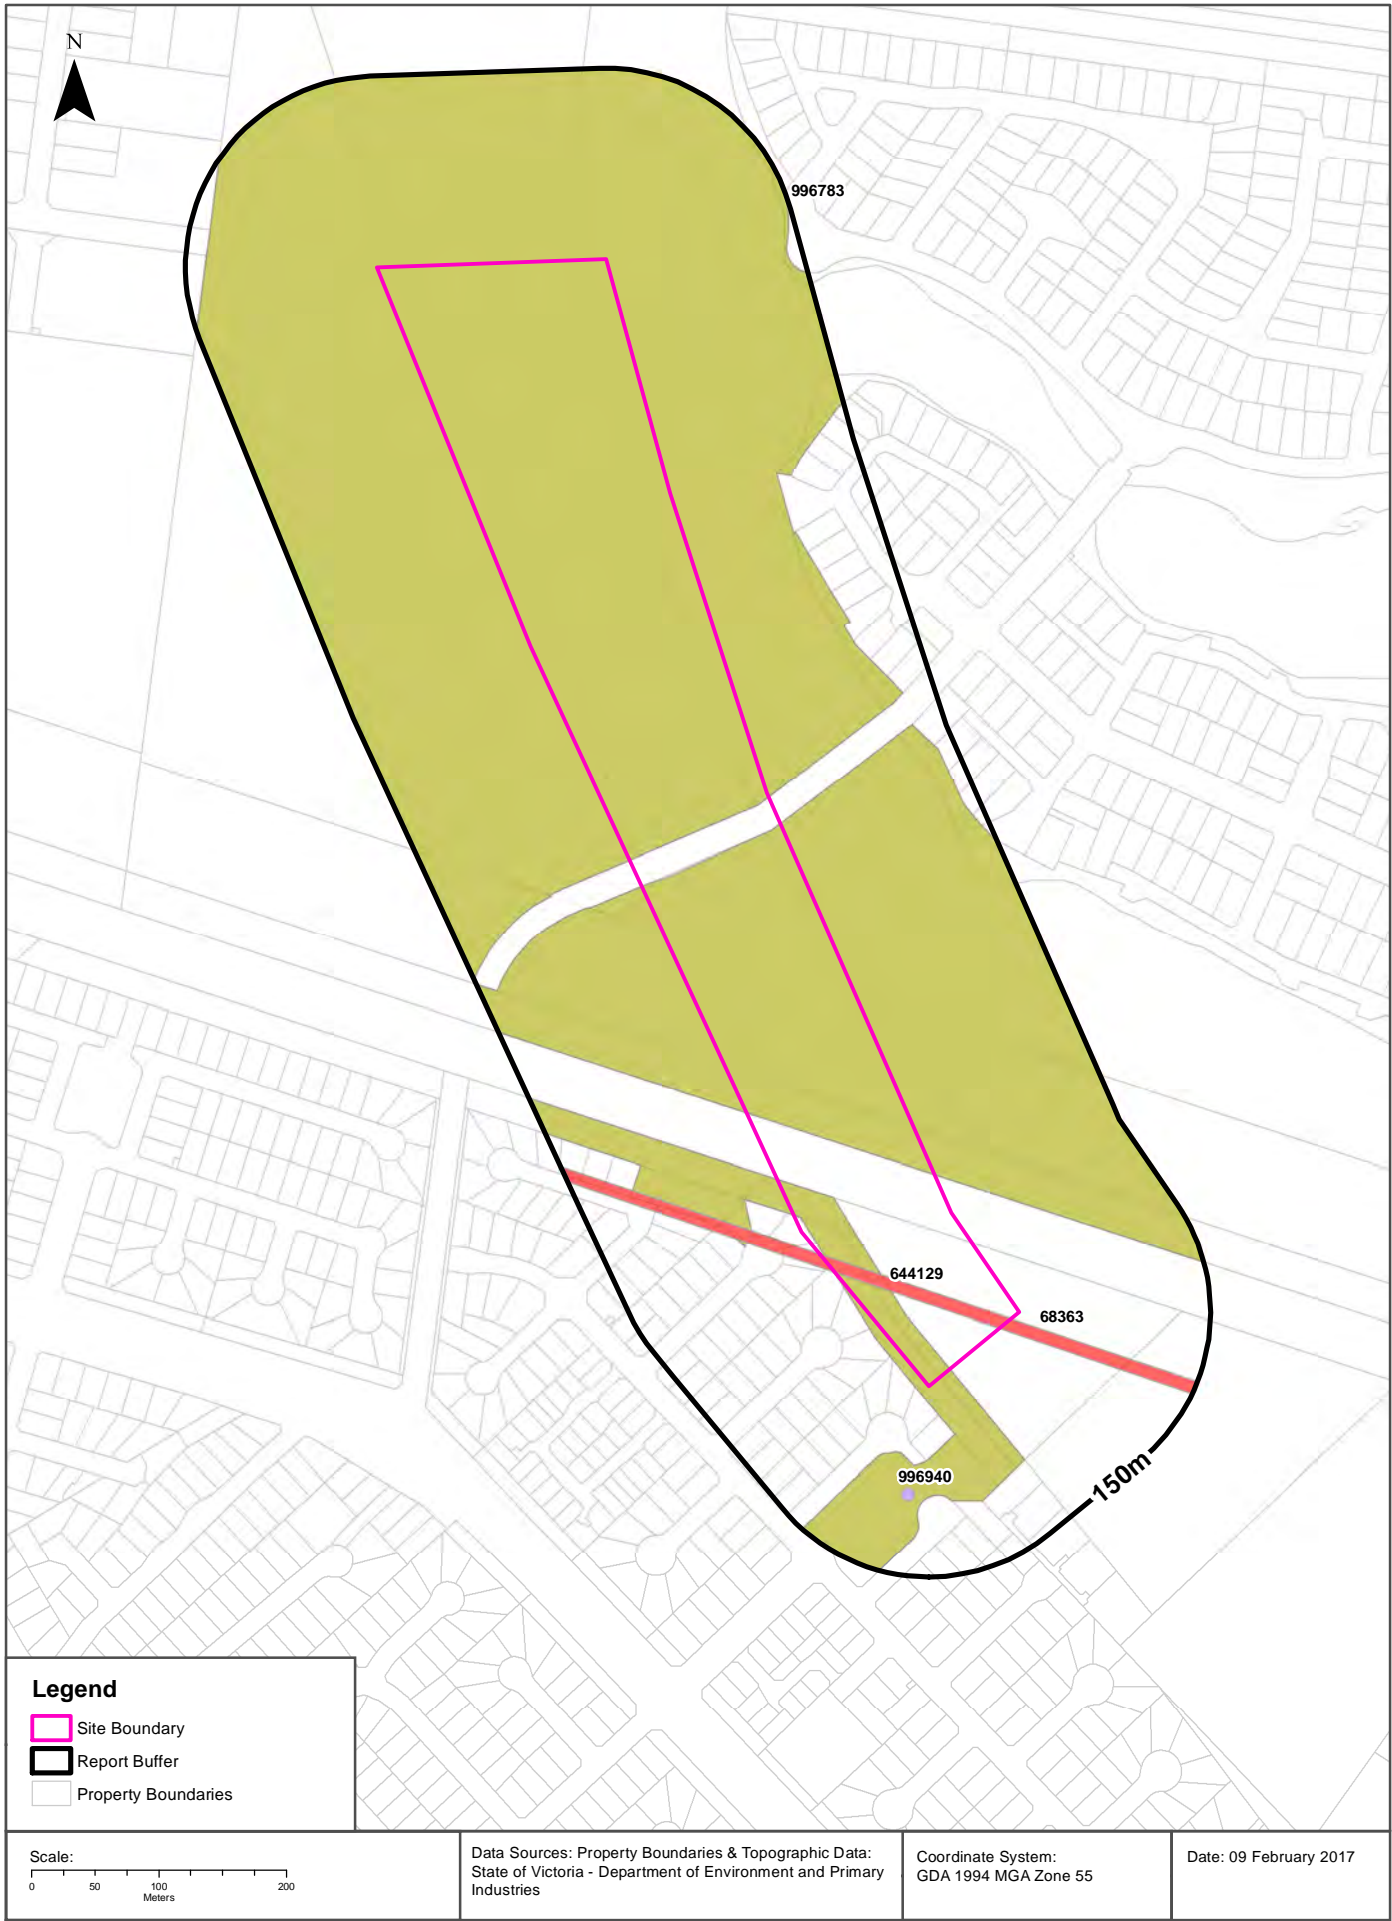 N
996783
644129
68363
996940
150m
Legend
Site Boundary
Report Buffer
Property Boundaries
Scale:
0 50 100 200
Meters
Data Sources: Property Boundaries & Topographic Data:
State of Victoria - Department of Environment and Primary
Industries
Coordinate System:
GDA 1994 MGA Zone 55
Date: 09 February 2017